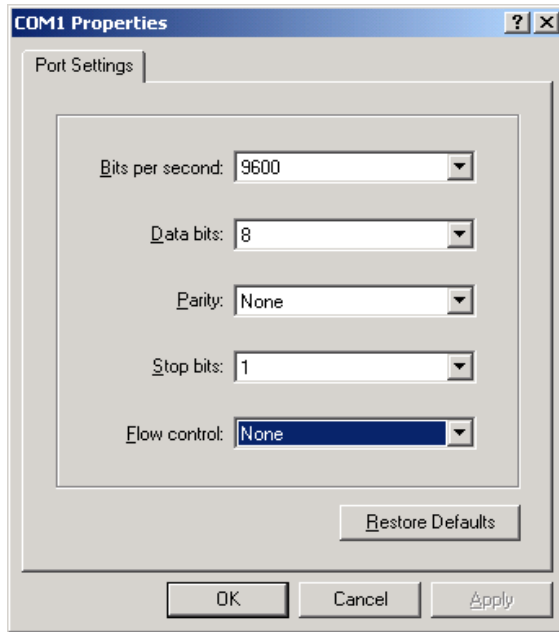 COM1 Properties
Port Settings
Bits per second: 9600
Data bits: 8
Parity: None
Stop bits: 1
Flow control: None
Restore Defaults
OK Cancel Apply